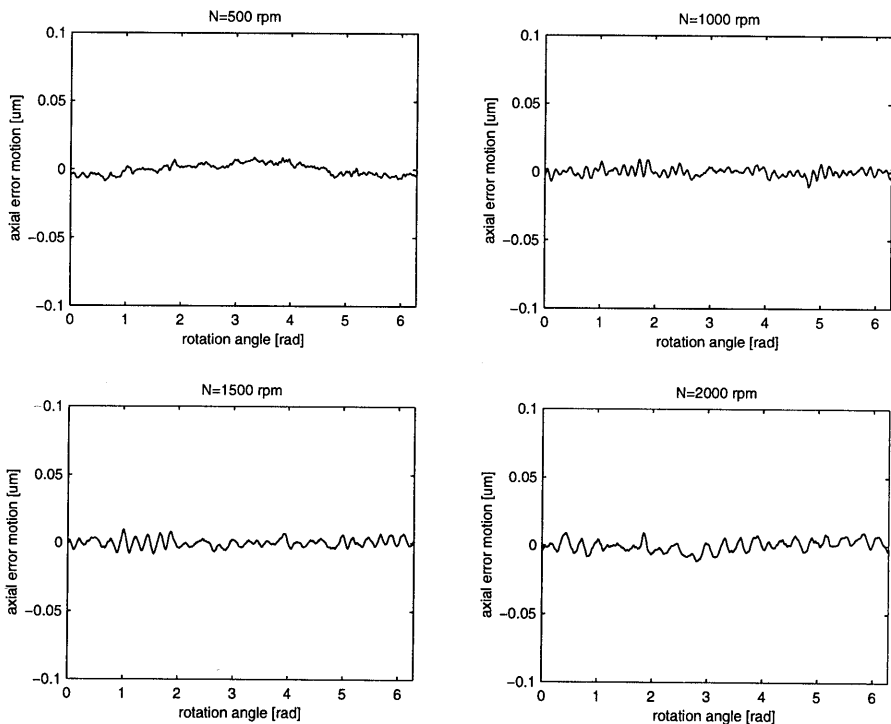 N=500 rpm
0.1
0.05
0
−0.05
−0.1
axial error motion [um]
0 1 2 3 4 5 6
rotation angle [rad]
N=1000 rpm
0.1
0.05
0
−0.05
−0.1
axial error motion [um]
0 1 2 3 4 5 6
rotation angle [rad]
N=1500 rpm
0.1
0.05
0
−0.05
−0.1
axial error motion [um]
0 1 2 3 4 5 6
rotation angle [rad]
N=2000 rpm
0.1
0.05
0
−0.05
−0.1
axial error motion [um]
0 1 2 3 4 5 6
rotation angle [rad]